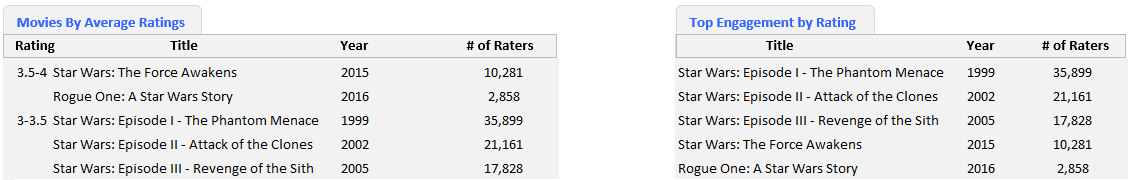 Movies By Average Ratings
Rating Title Year # of Raters
3.5-4 Star Wars: The Force Awakens 2015 10,281
Rogue One: A Star Wars Story 2016 2,858
3-3.5 Star Wars: Episode I - The Phantom Menace 1999 35,899
Star Wars: Episode II - Attack of the Clones 2002 21,161
Star Wars: Episode III - Revenge of the Sith 2005 17,828
Top Engagement by Rating
Title Year # of Raters
Star Wars: Episode I - The Phantom Menace 1999 35,899
Star Wars: Episode II - Attack of the Clones 2002 21,161
Star Wars: Episode III - Revenge of the Sith 2005 17,828
Star Wars: The Force Awakens 2015 10,281
Rogue One: A Star Wars Story 2016 2,858